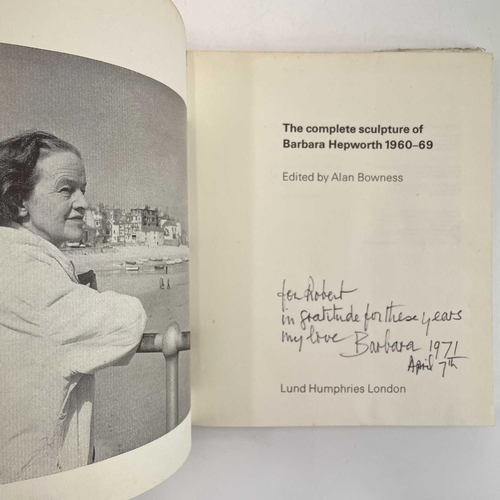 The complete sculpture of
Barbara Hepworth 1960–69
Edited by Alan Bowness
for Robert
in gratitude for these years
my love Barbara 1971
April 7th
Lund Humphries London